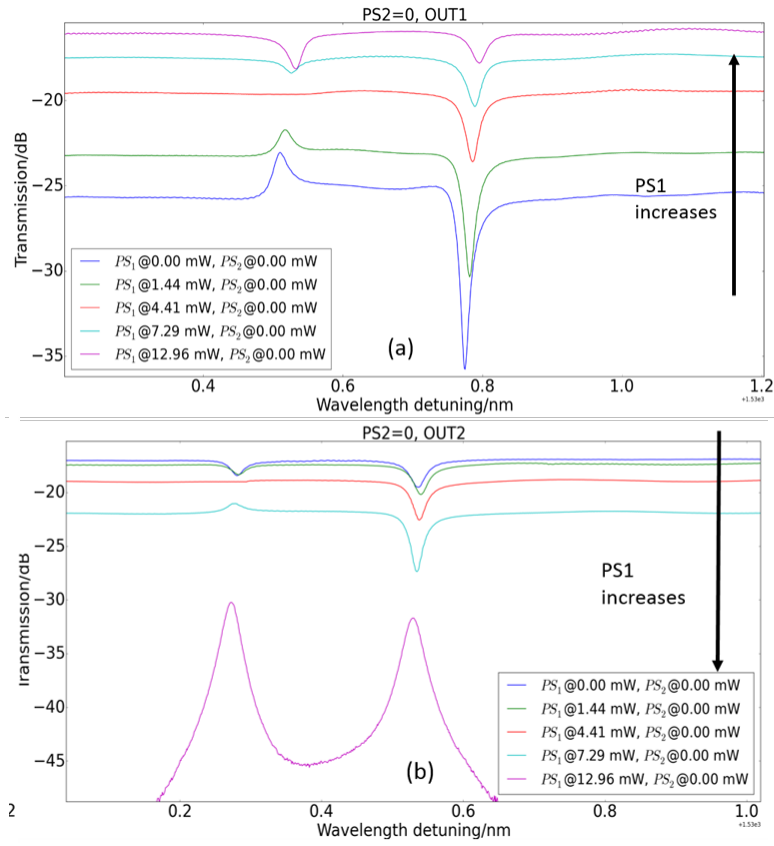 PS2=0, OUT1
−20
−25
−30
−35
Transmission/dB
PS1
increases
PS₁@0.00 mW, PS₂@0.00 mW
PS₁@1.44 mW, PS₂@0.00 mW
PS₁@4.41 mW, PS₂@0.00 mW
PS₁@7.29 mW, PS₂@0.00 mW
PS₁@12.96 mW, PS₂@0.00 mW
(a)
0.4 0.6 0.8 1.0 1.2
+1.53e3
Wavelength detuning/nm
PS2=0, OUT2
−20
−25
−30
−35
−40
−45
Transmission/dB
PS1
increases
PS₁@0.00 mW, PS₂@0.00 mW
PS₁@1.44 mW, PS₂@0.00 mW
PS₁@4.41 mW, PS₂@0.00 mW
PS₁@7.29 mW, PS₂@0.00 mW
PS₁@12.96 mW, PS₂@0.00 mW
(b)
2 0.2 0.4 0.6 0.8 1.0
+1.53e3
Wavelength detuning/nm